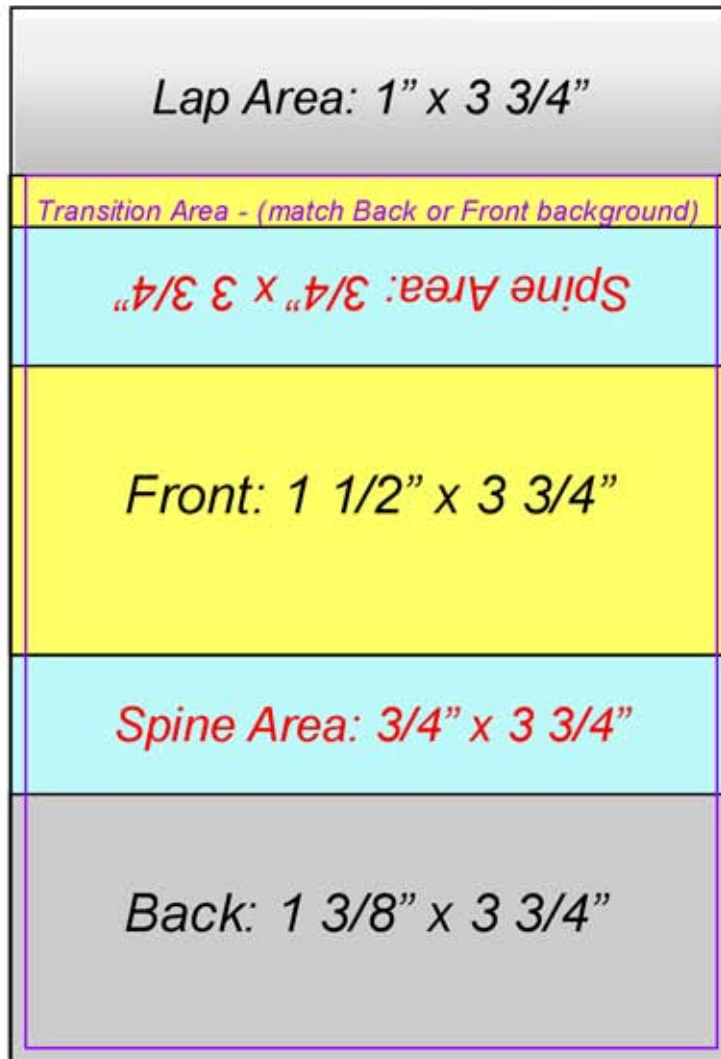 Lap Area: 1” x 3 3/4”
Transition Area - (match Back or Front background)
Spine Area: 3/4” x 3 3/4”
Front: 1 1/2” x 3 3/4”
Spine Area: 3/4” x 3 3/4”
Back: 1 3/8” x 3 3/4”